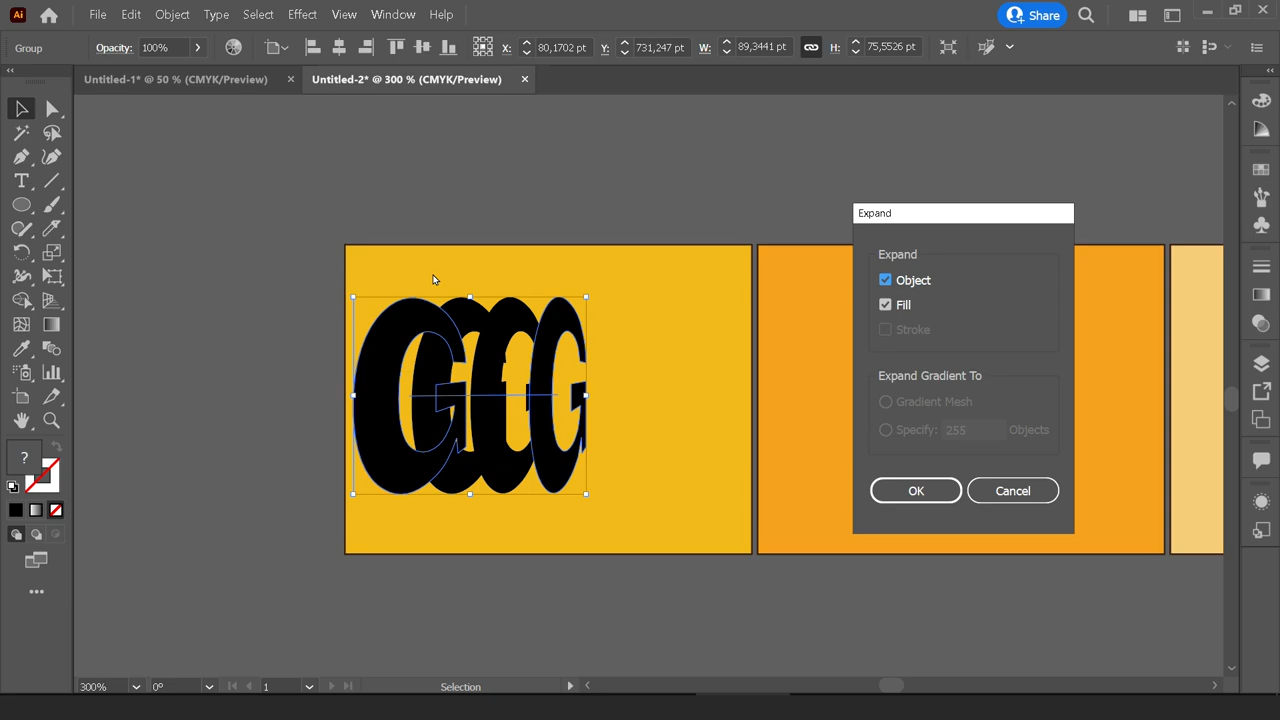 Ai File Edit Object Type Select Effect View Window Help Share
Group Opacity: 100% X: 80,1702 pt Y: 731,247 pt W: 89,3441 pt H: 75,5526 pt
Untitled-1* @ 50 % (CMYK/Preview) Untitled-2* @ 300 % (CMYK/Preview)
Expand
Expand
Object
Fill
Stroke
Expand Gradient To
Gradient Mesh
Specify: 255 Objects
OK Cancel
GGGG
?
300% 0° 1 Selection